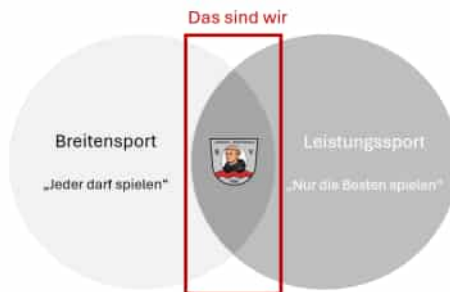 Das sind wir
Breitensport
Leistungssport
„Jeder darf spielen“
„Nur die Besten spielen“